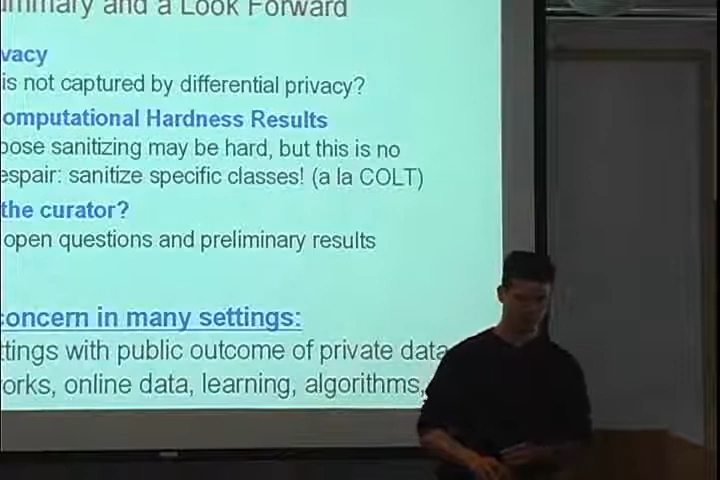 mmary and a Look Forward
vacy
is not captured by differential privacy?
omputational Hardness Results
pose sanitizing may be hard, but this is no
espair: sanitize specific classes! (a la COLT)
the curator?
open questions and preliminary results
oncern in many settings:
ttings with public outcome of private data
orks, online data, learning, algorithms,